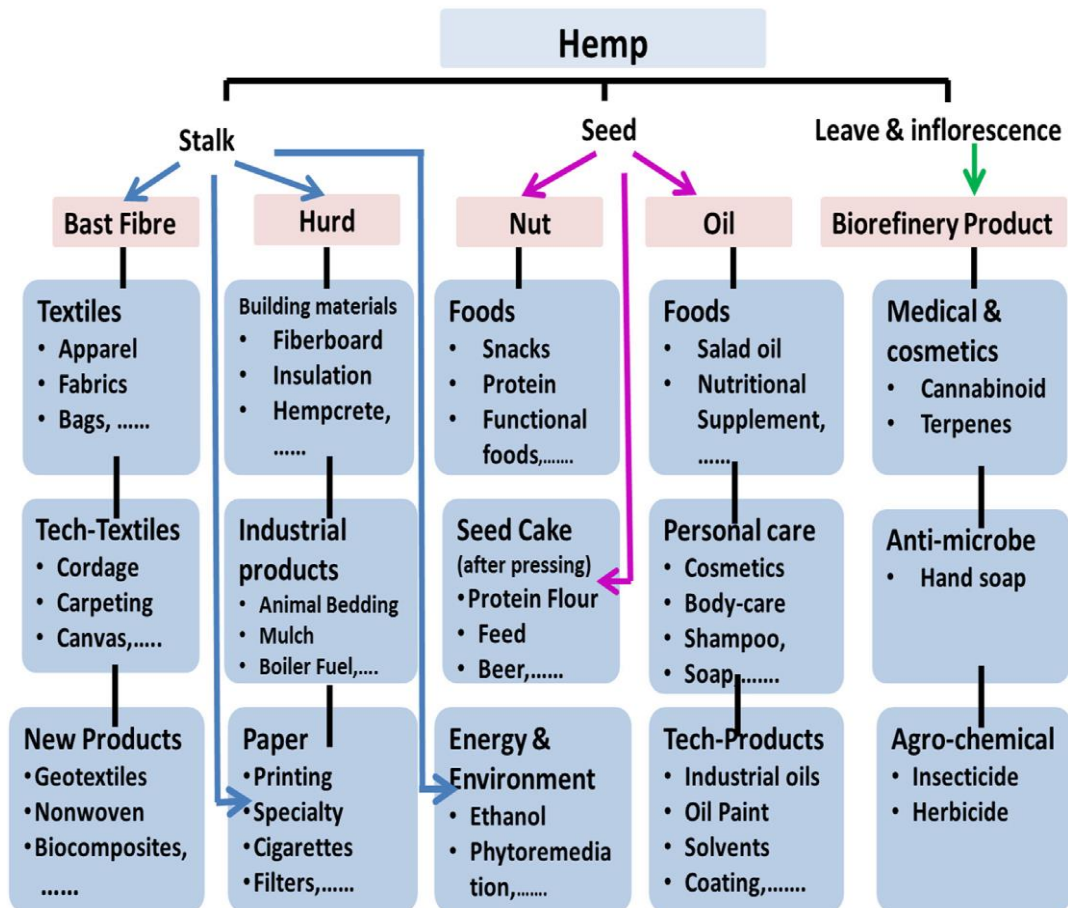 Hemp
Stalk
Seed
Leave & inflorescence
Bast Fibre
Hurd
Nut
Oil
Biorefinery Product
Textiles
• Apparel
• Fabrics
• Bags, ......
Building materials
• Fiberboard
• Insulation
• Hempcrete,
......
Foods
• Snacks
• Protein
• Functional
foods,.......
Foods
• Salad oil
• Nutritional
Supplement,
......
Medical &
cosmetics
• Cannabinoid
• Terpenes
Tech-Textiles
• Cordage
• Carpeting
• Canvas,.....
Industrial
products
• Animal Bedding
• Mulch
• Boiler Fuel,....
Seed Cake
(after pressing)
•Protein Flour
• Feed
• Beer,......
Personal care
• Cosmetics
• Body-care
• Shampoo,
• Soap,.......
Anti-microbe
• Hand soap
New Products
•Geotextiles
•Nonwoven
•Biocomposites,
......
Paper
•Printing
•Specialty
•Cigarettes
•Filters,......
Energy &
Environment
• Ethanol
• Phytoremedia
tion,.......
Tech-Products
• Industrial oils
• Oil Paint
• Solvents
• Coating,.......
Agro-chemical
• Insecticide
• Herbicide